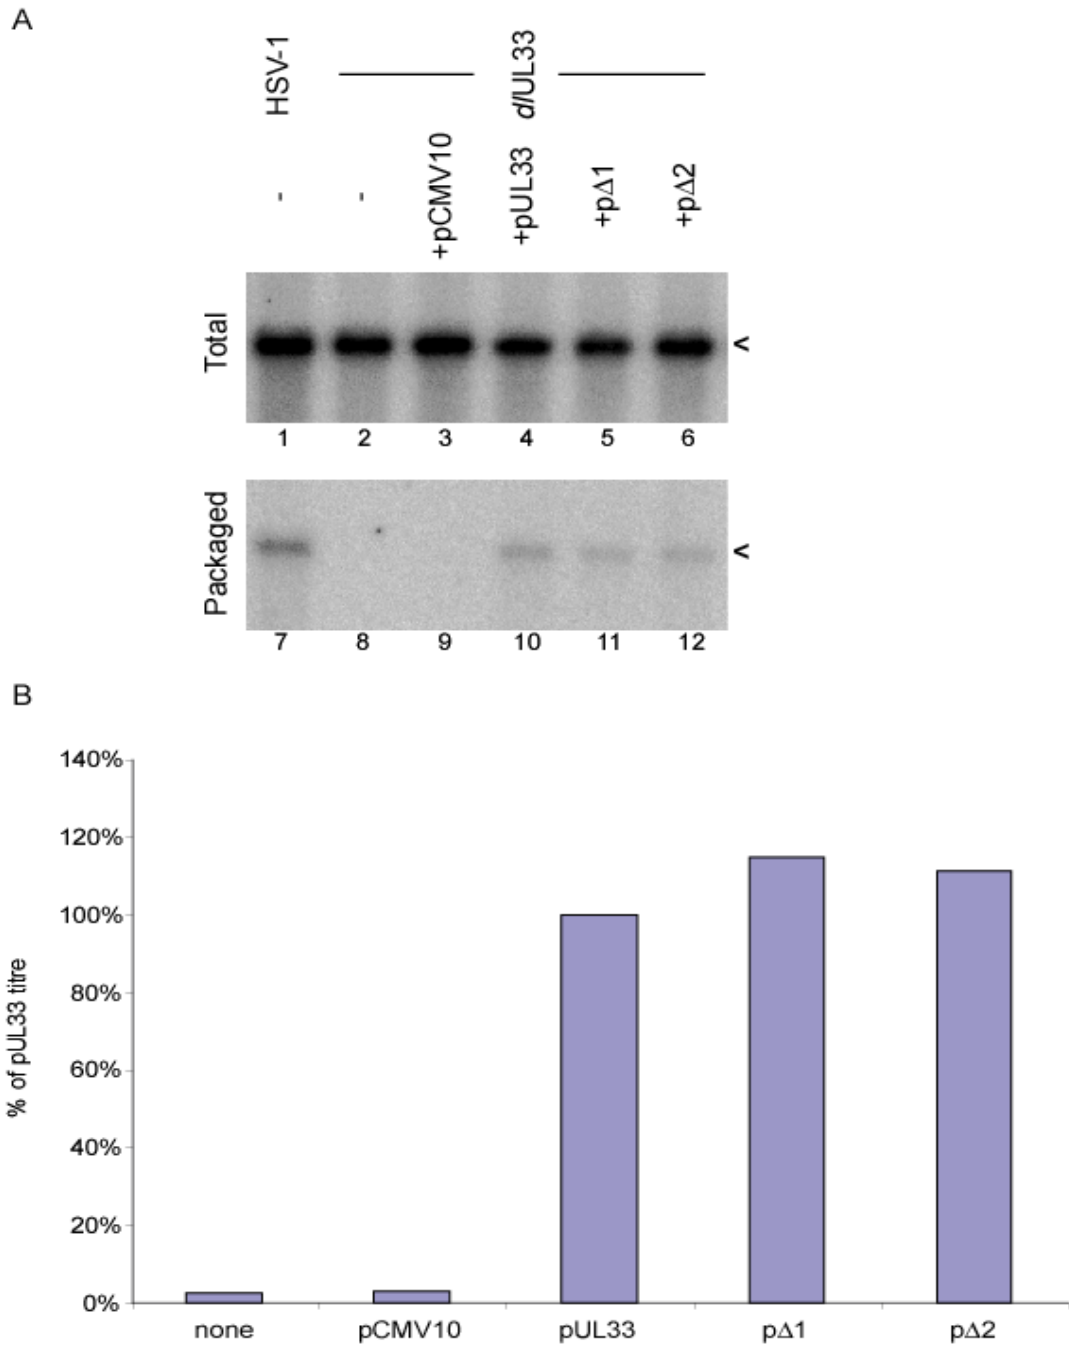 A
HSV-1
dlUL33
-
-
+pCMV10
+pUL33
+pΔ1
+pΔ2
Total
<
1 2 3 4 5 6
Packaged
<
7 8 9 10 11 12
B
% of pUL33 titre
140%
120%
100%
80%
60%
40%
20%
0%
none pCMV10 pUL33 pΔ1 pΔ2